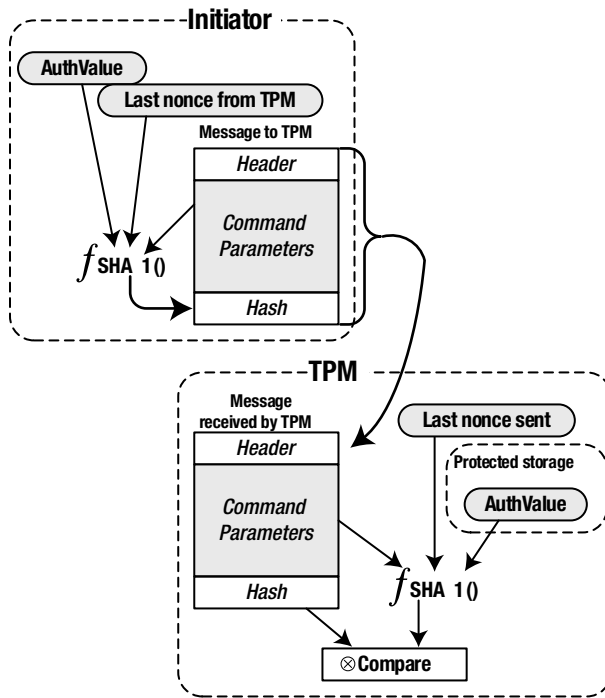 Initiator
AuthValue
Last nonce from TPM
Message to TPM
Header
Command
Parameters
f SHA 1()
Hash
TPM
Message
received by TPM
Last nonce sent
Header
Protected storage
Command
Parameters
AuthValue
Hash
f SHA 1()
⊗Compare